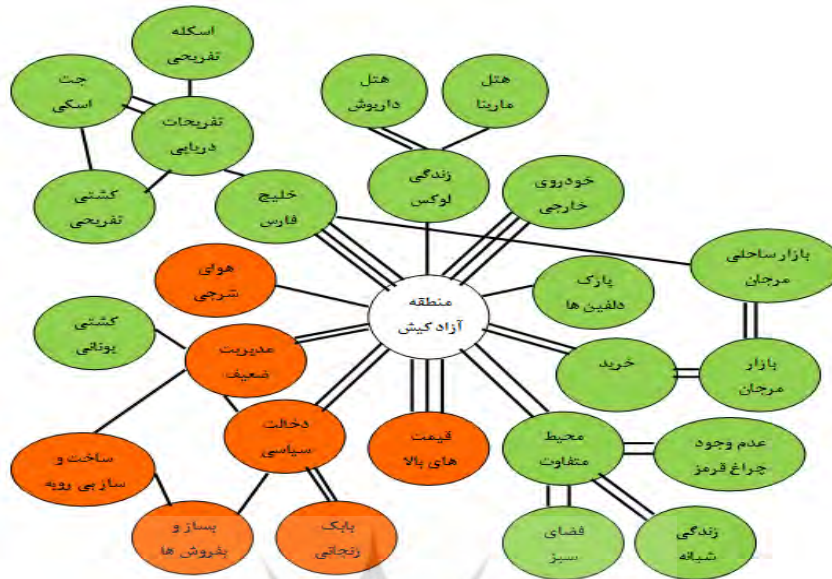 اسکله
تفریحی
جت
اسکی
تفریحات
دریایی
کشتی
تفریحی
خلیج
فارس
هتل
داریوش
هتل
مارینا
زندگی
لوکس
خودروی
خارجی
بازار ساحلی
مرجان
پارک
دلفین ها
خرید
بازار
مرجان
هوای
شرجی
منطقه
آزاد کیش
کشتی
یونانی
مدیریت
ضعیف
دخالت
سیاسی
قیمت
های بالا
محیط
متفاوت
عدم وجود
چراغ قرمز
ساخت و
ساز بی رویه
بساز و
بفروش ها
بابک
زنجانی
فضای
سبز
زندگی
شبانه